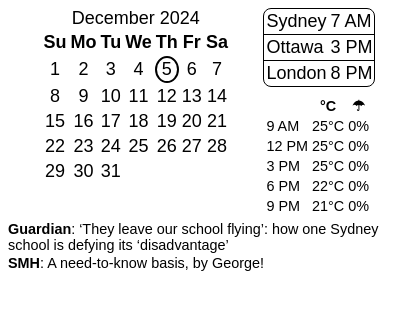 December 2024
Su Mo Tu We Th Fr Sa
1 2 3 4 5 6 7
8 9 10 11 12 13 14
15 16 17 18 19 20 21
22 23 24 25 26 27 28
29 30 31
Sydney 7 AM
Ottawa 3 PM
London 8 PM
°C ☂
9 AM 25°C 0%
12 PM 25°C 0%
3 PM 25°C 0%
6 PM 22°C 0%
9 PM 21°C 0%
Guardian: ‘They leave our school flying’: how one Sydney
school is defying its ‘disadvantage’
SMH: A need-to-know basis, by George!